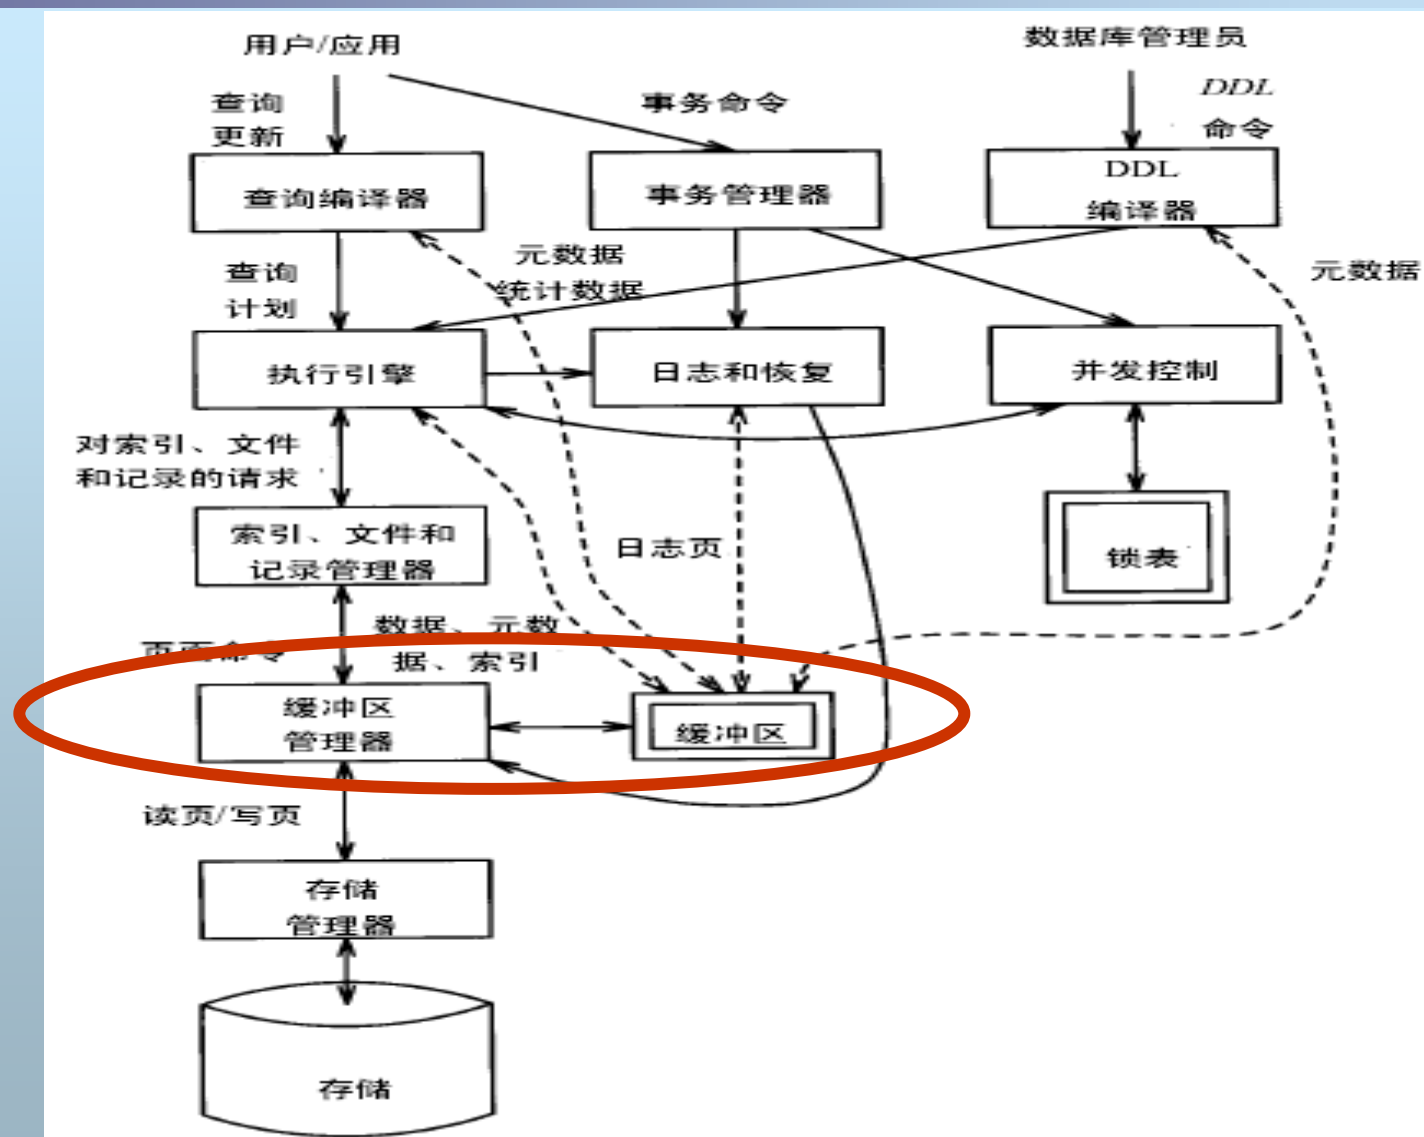 用户/应用
数据库管理员
查询
更新
事务命令
DDL
命令
查询编译器
事务管理器
DDL
编译器
查询
计划
元数据
统计数据
元数据
执行引擎
日志和恢复
并发控制
对索引、文件
和记录的请求
索引、文件和
记录管理器
日志页
锁表
页面命令
数据、元数
据、索引
缓冲区
管理器
缓冲区
读页/写页
存储
管理器
存储